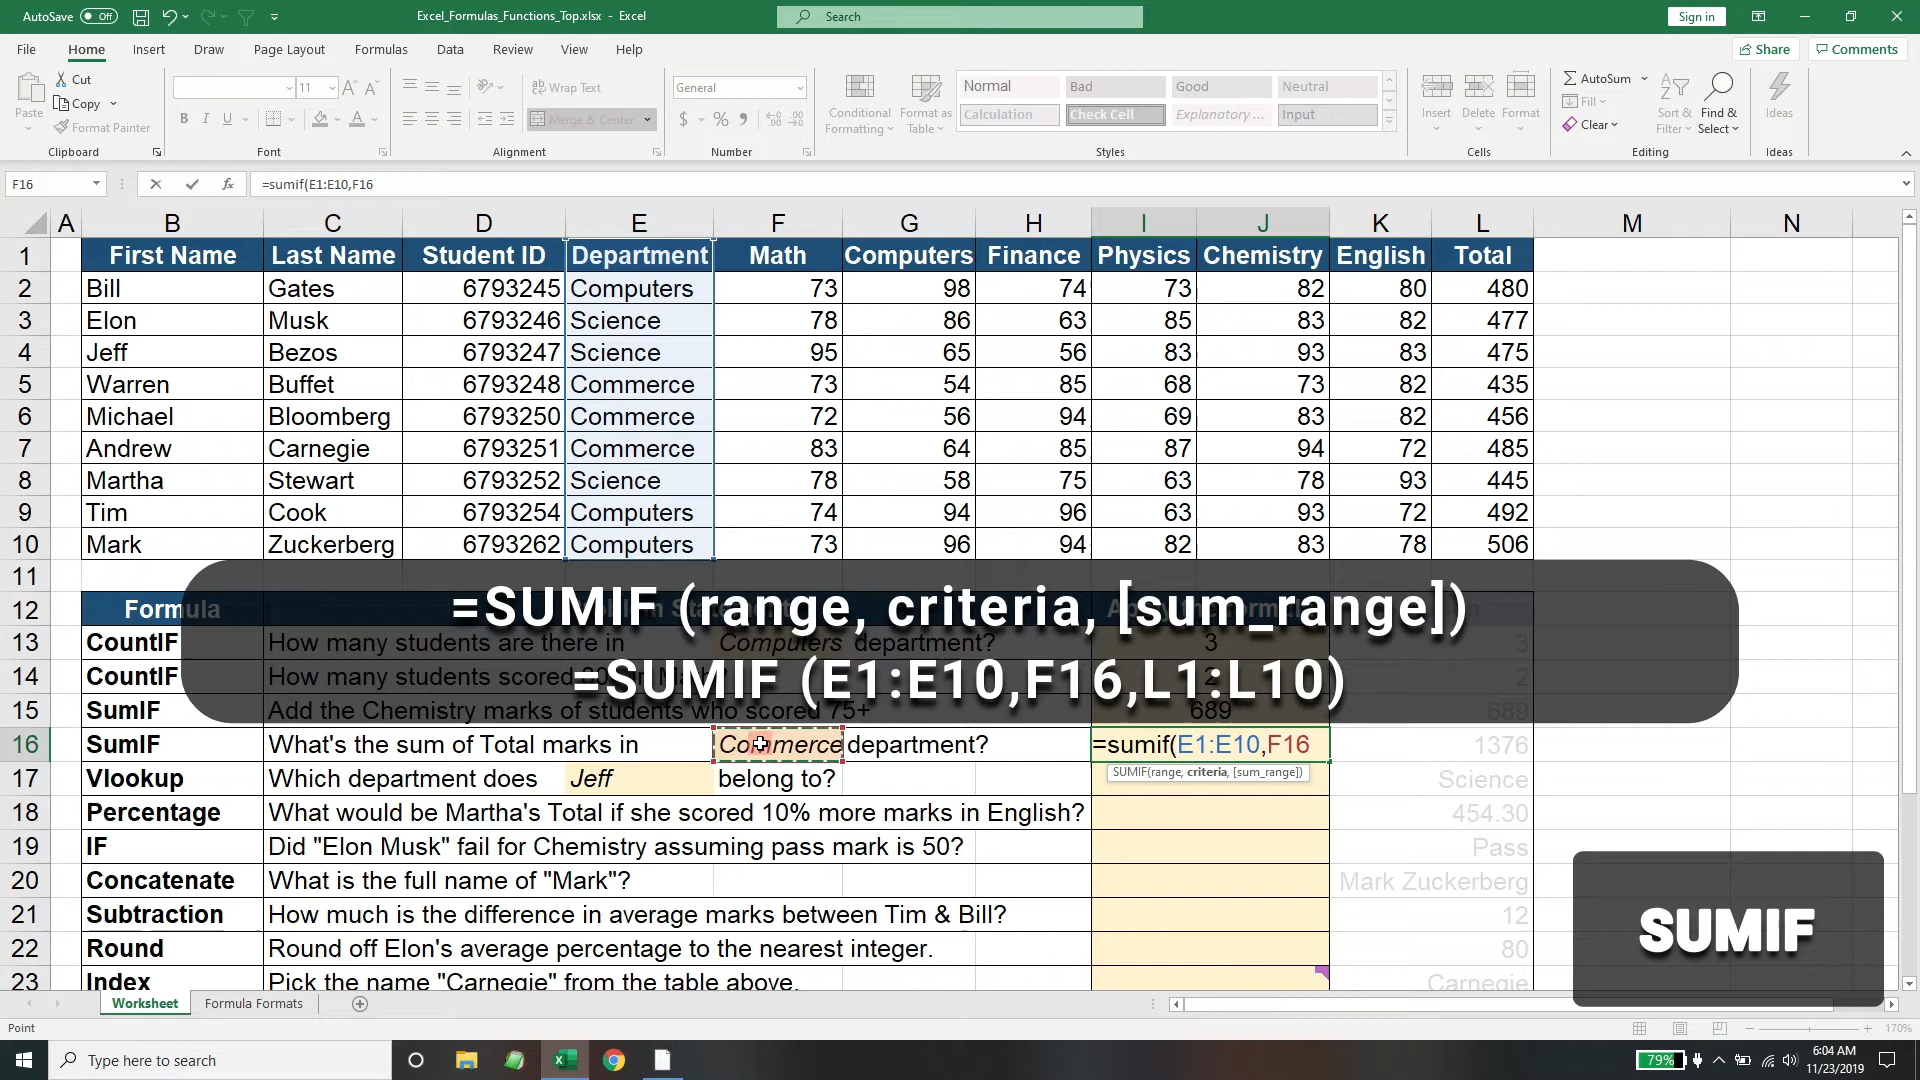 AutoSave Off Excel_Formulas_Functions_Top.xlsx - Excel Search Sign in
File Home Insert Draw Page Layout Formulas Data Review View Help Share Comments
Paste Cut Copy Format Painter
11 Wrap Text Merge & Center General
Conditional Formatting Format as Table
Normal Bad Good Neutral
Calculation Check Cell Explanatory ... Input
Insert Delete Format
AutoSum Fill Clear Sort & Filter Find & Select Ideas
Clipboard Font Alignment Number Styles Cells Editing Ideas
F16 fx =sumif(E1:E10,F16
A B C D E F G H I J K L M N
1 First Name Last Name Student ID Department Math Computers Finance Physics Chemistry English Total
2 Bill Gates 6793245 Computers 73 98 74 73 82 80 480
3 Elon Musk 6793246 Science 78 86 63 85 83 82 477
4 Jeff Bezos 6793247 Science 95 65 56 83 93 83 475
5 Warren Buffet 6793248 Commerce 73 54 85 68 73 82 435
6 Michael Bloomberg 6793250 Commerce 72 56 94 69 83 82 456
7 Andrew Carnegie 6793251 Commerce 83 64 85 87 94 72 485
8 Martha Stewart 6793252 Science 78 58 75 63 78 93 445
9 Tim Cook 6793254 Computers 74 94 96 63 93 72 492
10 Mark Zuckerberg 6793262 Computers 73 96 94 82 83 78 506
11
=SUMIF (range, criteria, [sum_range])
12 Formula
13 CountIF How many students are there in Computers department? 3 3
=SUMIF (E1:E10,F16,L1:L10)
14 CountIF How many students scored 2 2
15 SumIF Add the Chemistry marks of students who scored 75+ 689 689
16 SumIF What's the sum of Total marks in Commerce department? =sumif(E1:E10,F16 1376
SUMIF(range, criteria, [sum_range])
17 Vlookup Which department does Jeff belong to? Science
18 Percentage What would be Martha's Total if she scored 10% more marks in English? 454.30
19 IF Did "Elon Musk" fail for Chemistry assuming pass mark is 50? Pass
20 Concatenate What is the full name of "Mark"? Mark Zuckerberg
21 Subtraction How much is the difference in average marks between Tim & Bill? 12
22 Round Round off Elon's average percentage to the nearest integer. 80
23 Index Pick the name "Carnegie" from the table above. Carnegie
SUMIF
Worksheet Formula Formats
Point 170%
Type here to search 79% 6:04 AM
11/23/2019